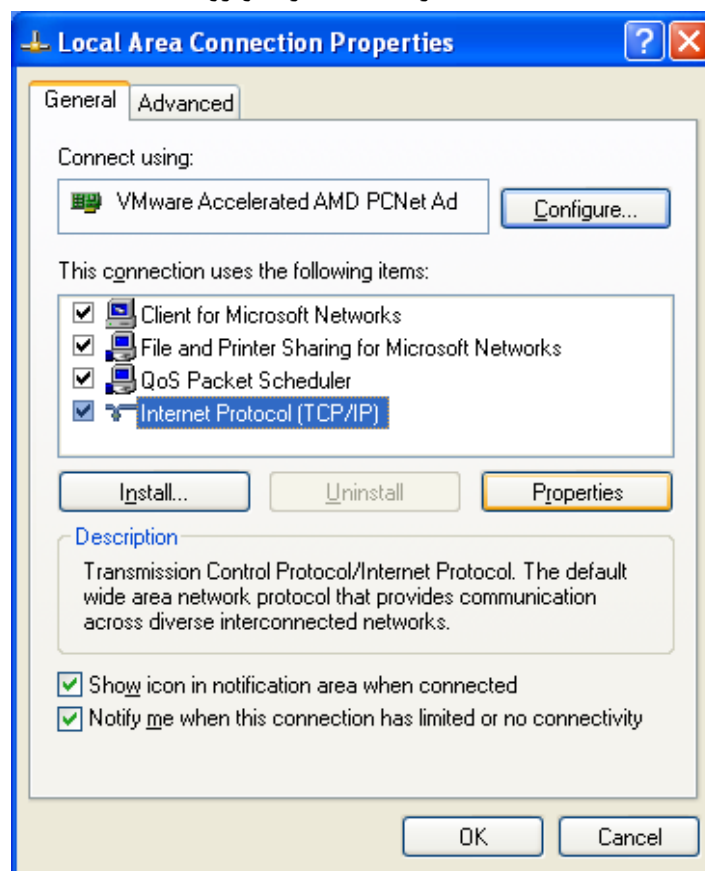 Local Area Connection Properties
General Advanced
Connect using:
VMware Accelerated AMD PCNet Ad
Configure...
This connection uses the following items:
Client for Microsoft Networks
File and Printer Sharing for Microsoft Networks
QoS Packet Scheduler
Internet Protocol (TCP/IP)
Install... Uninstall Properties
Description
Transmission Control Protocol/Internet Protocol. The default
wide area network protocol that provides communication
across diverse interconnected networks.
Show icon in notification area when connected
Notify me when this connection has limited or no connectivity
OK Cancel